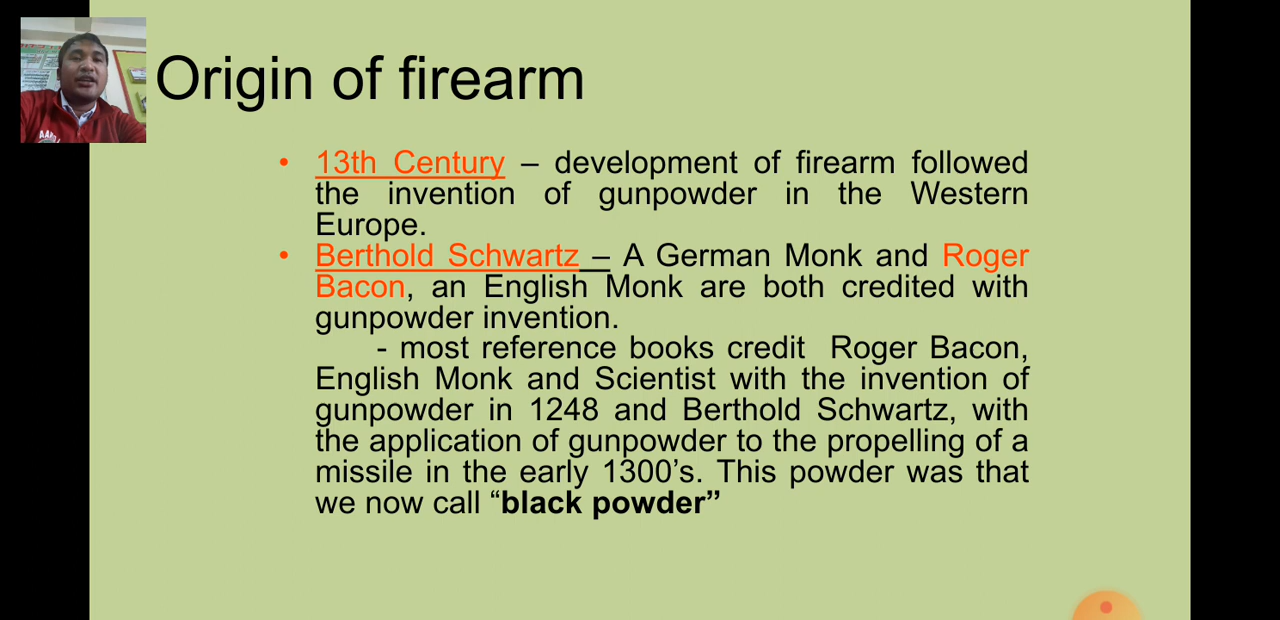 Origin of firearm
• 13th Century – development of firearm followed
the invention of gunpowder in the Western
Europe.
• Berthold Schwartz – A German Monk and Roger
Bacon, an English Monk are both credited with
gunpowder invention.
- most reference books credit Roger Bacon,
English Monk and Scientist with the invention of
gunpowder in 1248 and Berthold Schwartz, with
the application of gunpowder to the propelling of a
missile in the early 1300’s. This powder was that
we now call “black powder”